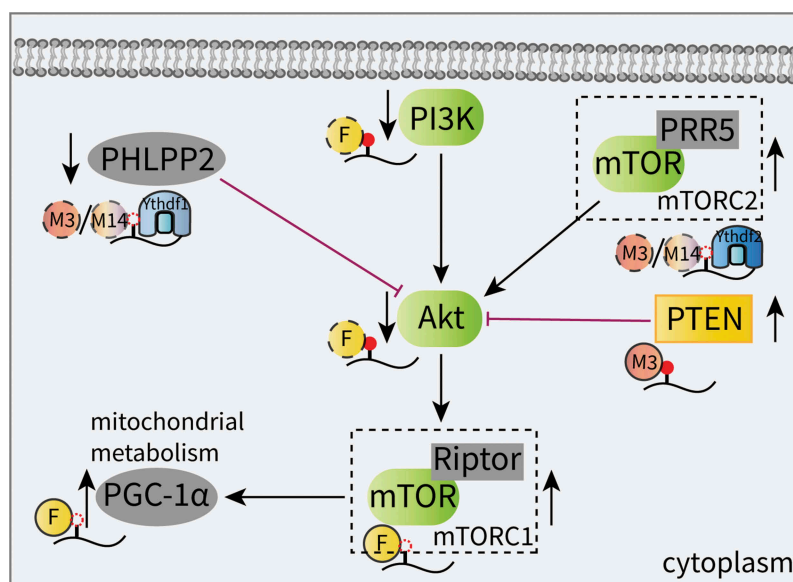 F
PI3K
PRR5
mTOR
mTORC2
PHLPP2
M3/M14
Ythdf1
M3/M14
Ythdf2
F
Akt
PTEN
M3
mitochondrial
metabolism
Riptor
mTOR
mTORC1
F
PGC-1α
F
cytoplasm